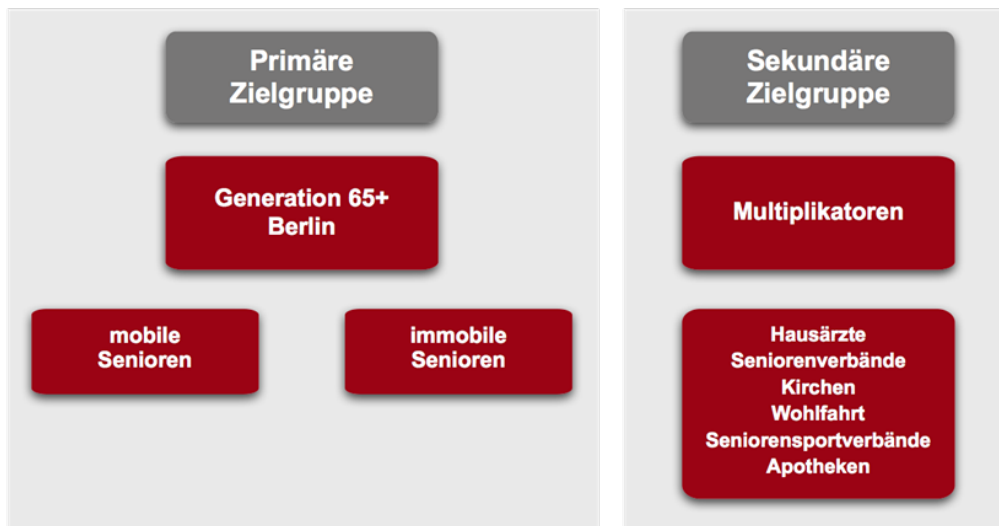 Primäre
Zielgruppe
Generation 65+
Berlin
mobile
Senioren
immobile
Senioren
Sekundäre
Zielgruppe
Multiplikatoren
Hausärzte
Seniorenverbände
Kirchen
Wohlfahrt
Seniorensportverbände
Apotheken